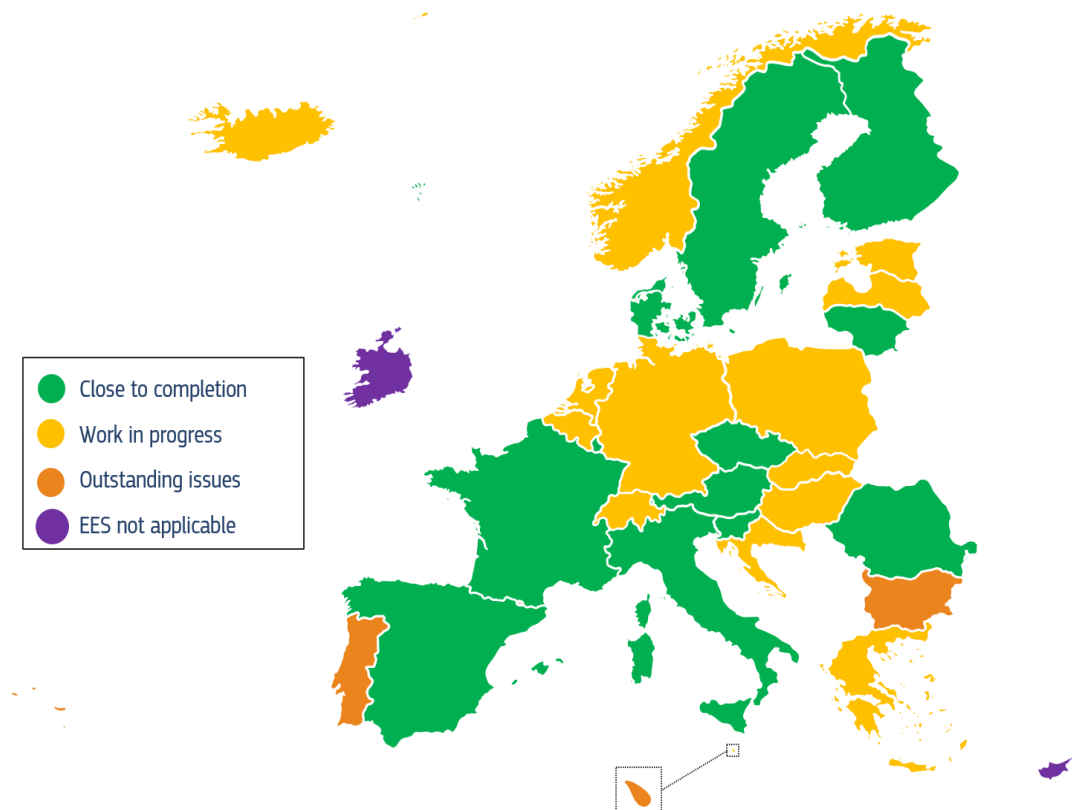 Close to completion
Work in progress
Outstanding issues
EES not applicable